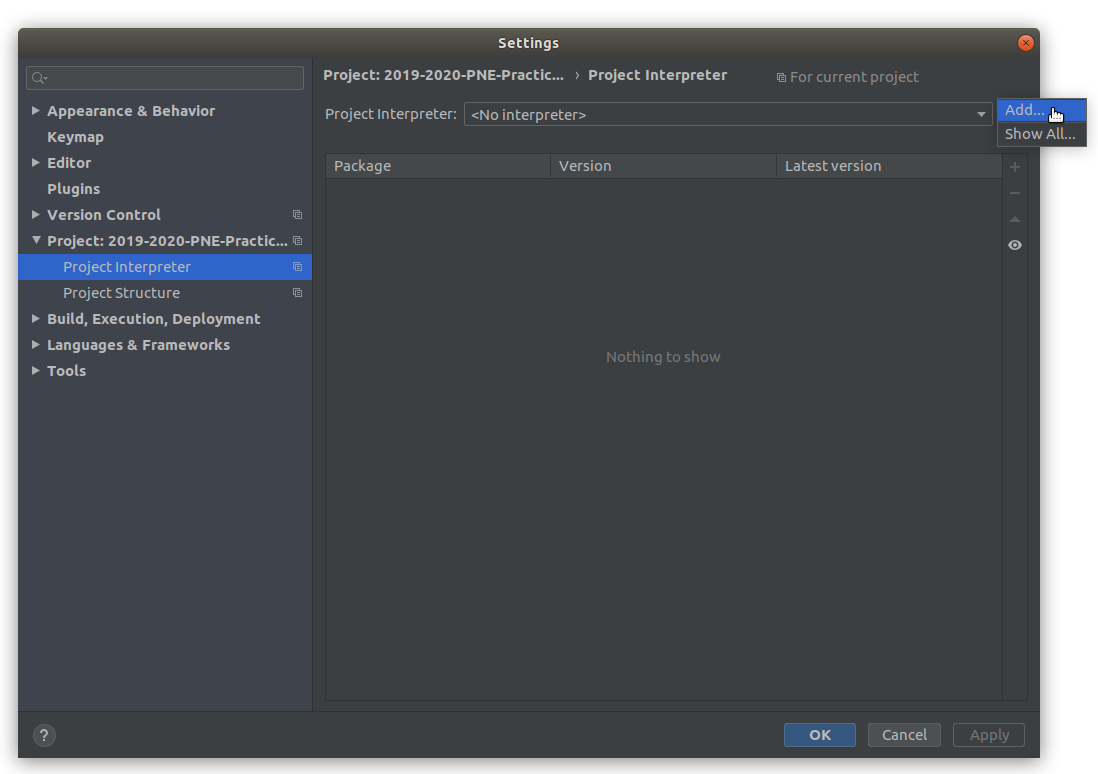 Settings
Project: 2019-2020-PNE-Practic... › Project Interpreter
For current project
Appearance & Behavior
Keymap
Editor
Plugins
Version Control
Project: 2019-2020-PNE-Practic...
Project Interpreter
Project Structure
Build, Execution, Deployment
Languages & Frameworks
Tools
Project Interpreter: <No interpreter>
Add...
Show All...
Package Version Latest version
Nothing to show
?
OK Cancel Apply